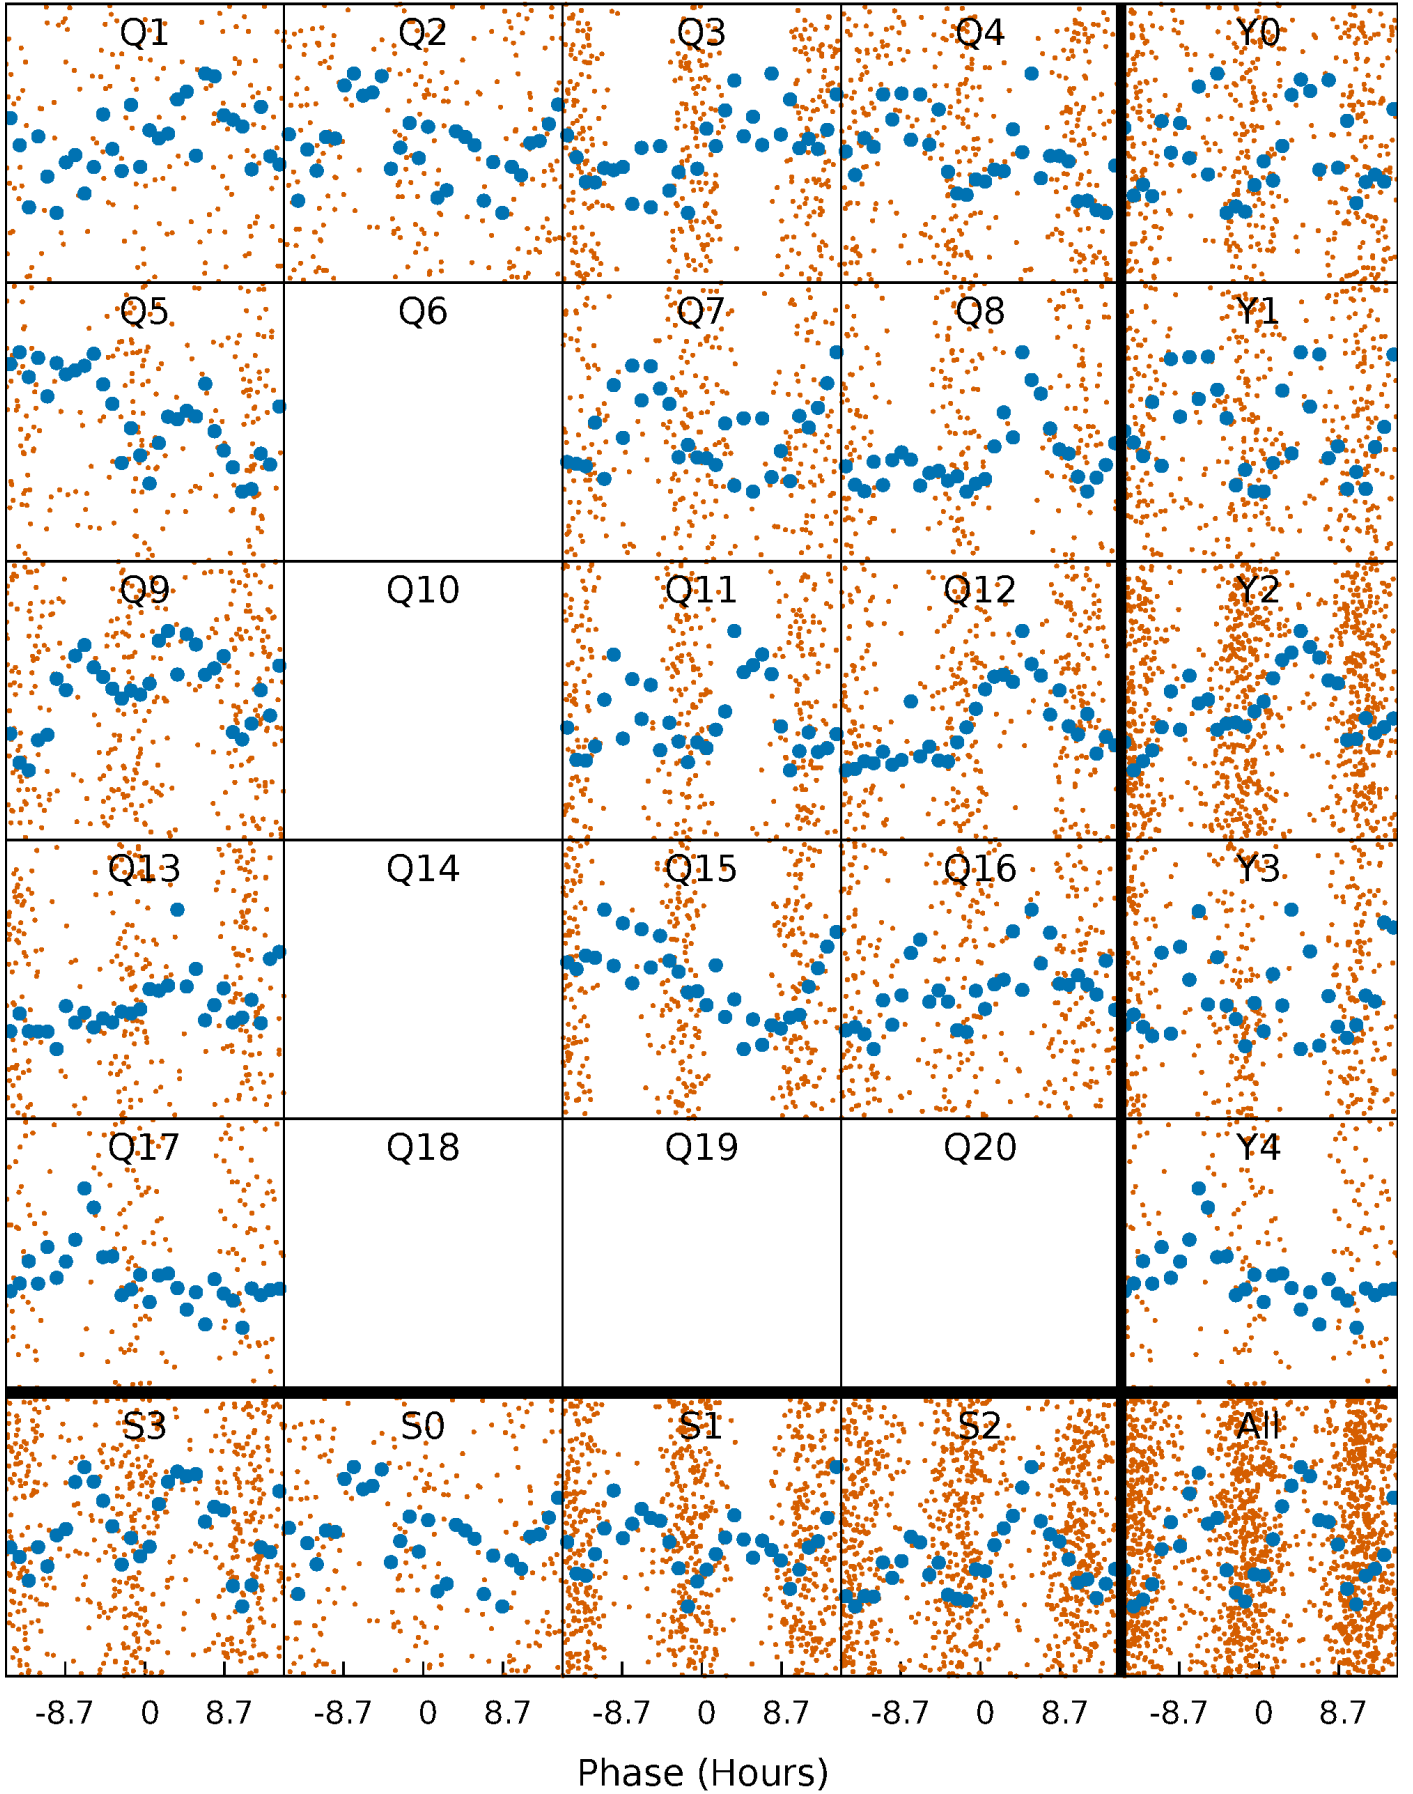 Q1 Q2 Q3 Q4 Y0
Q5 Q6 Q7 Q8 Y1
Q9 Q10 Q11 Q12 Y2
Q13 Q14 Q15 Q16 Y3
Q17 Q18 Q19 Q20 Y4
S3 S0 S1 S2 All
-8.7 0 8.7 -8.7 0 8.7 -8.7 0 8.7 -8.7 0 8.7 -8.7 0 8.7
Phase (Hours)